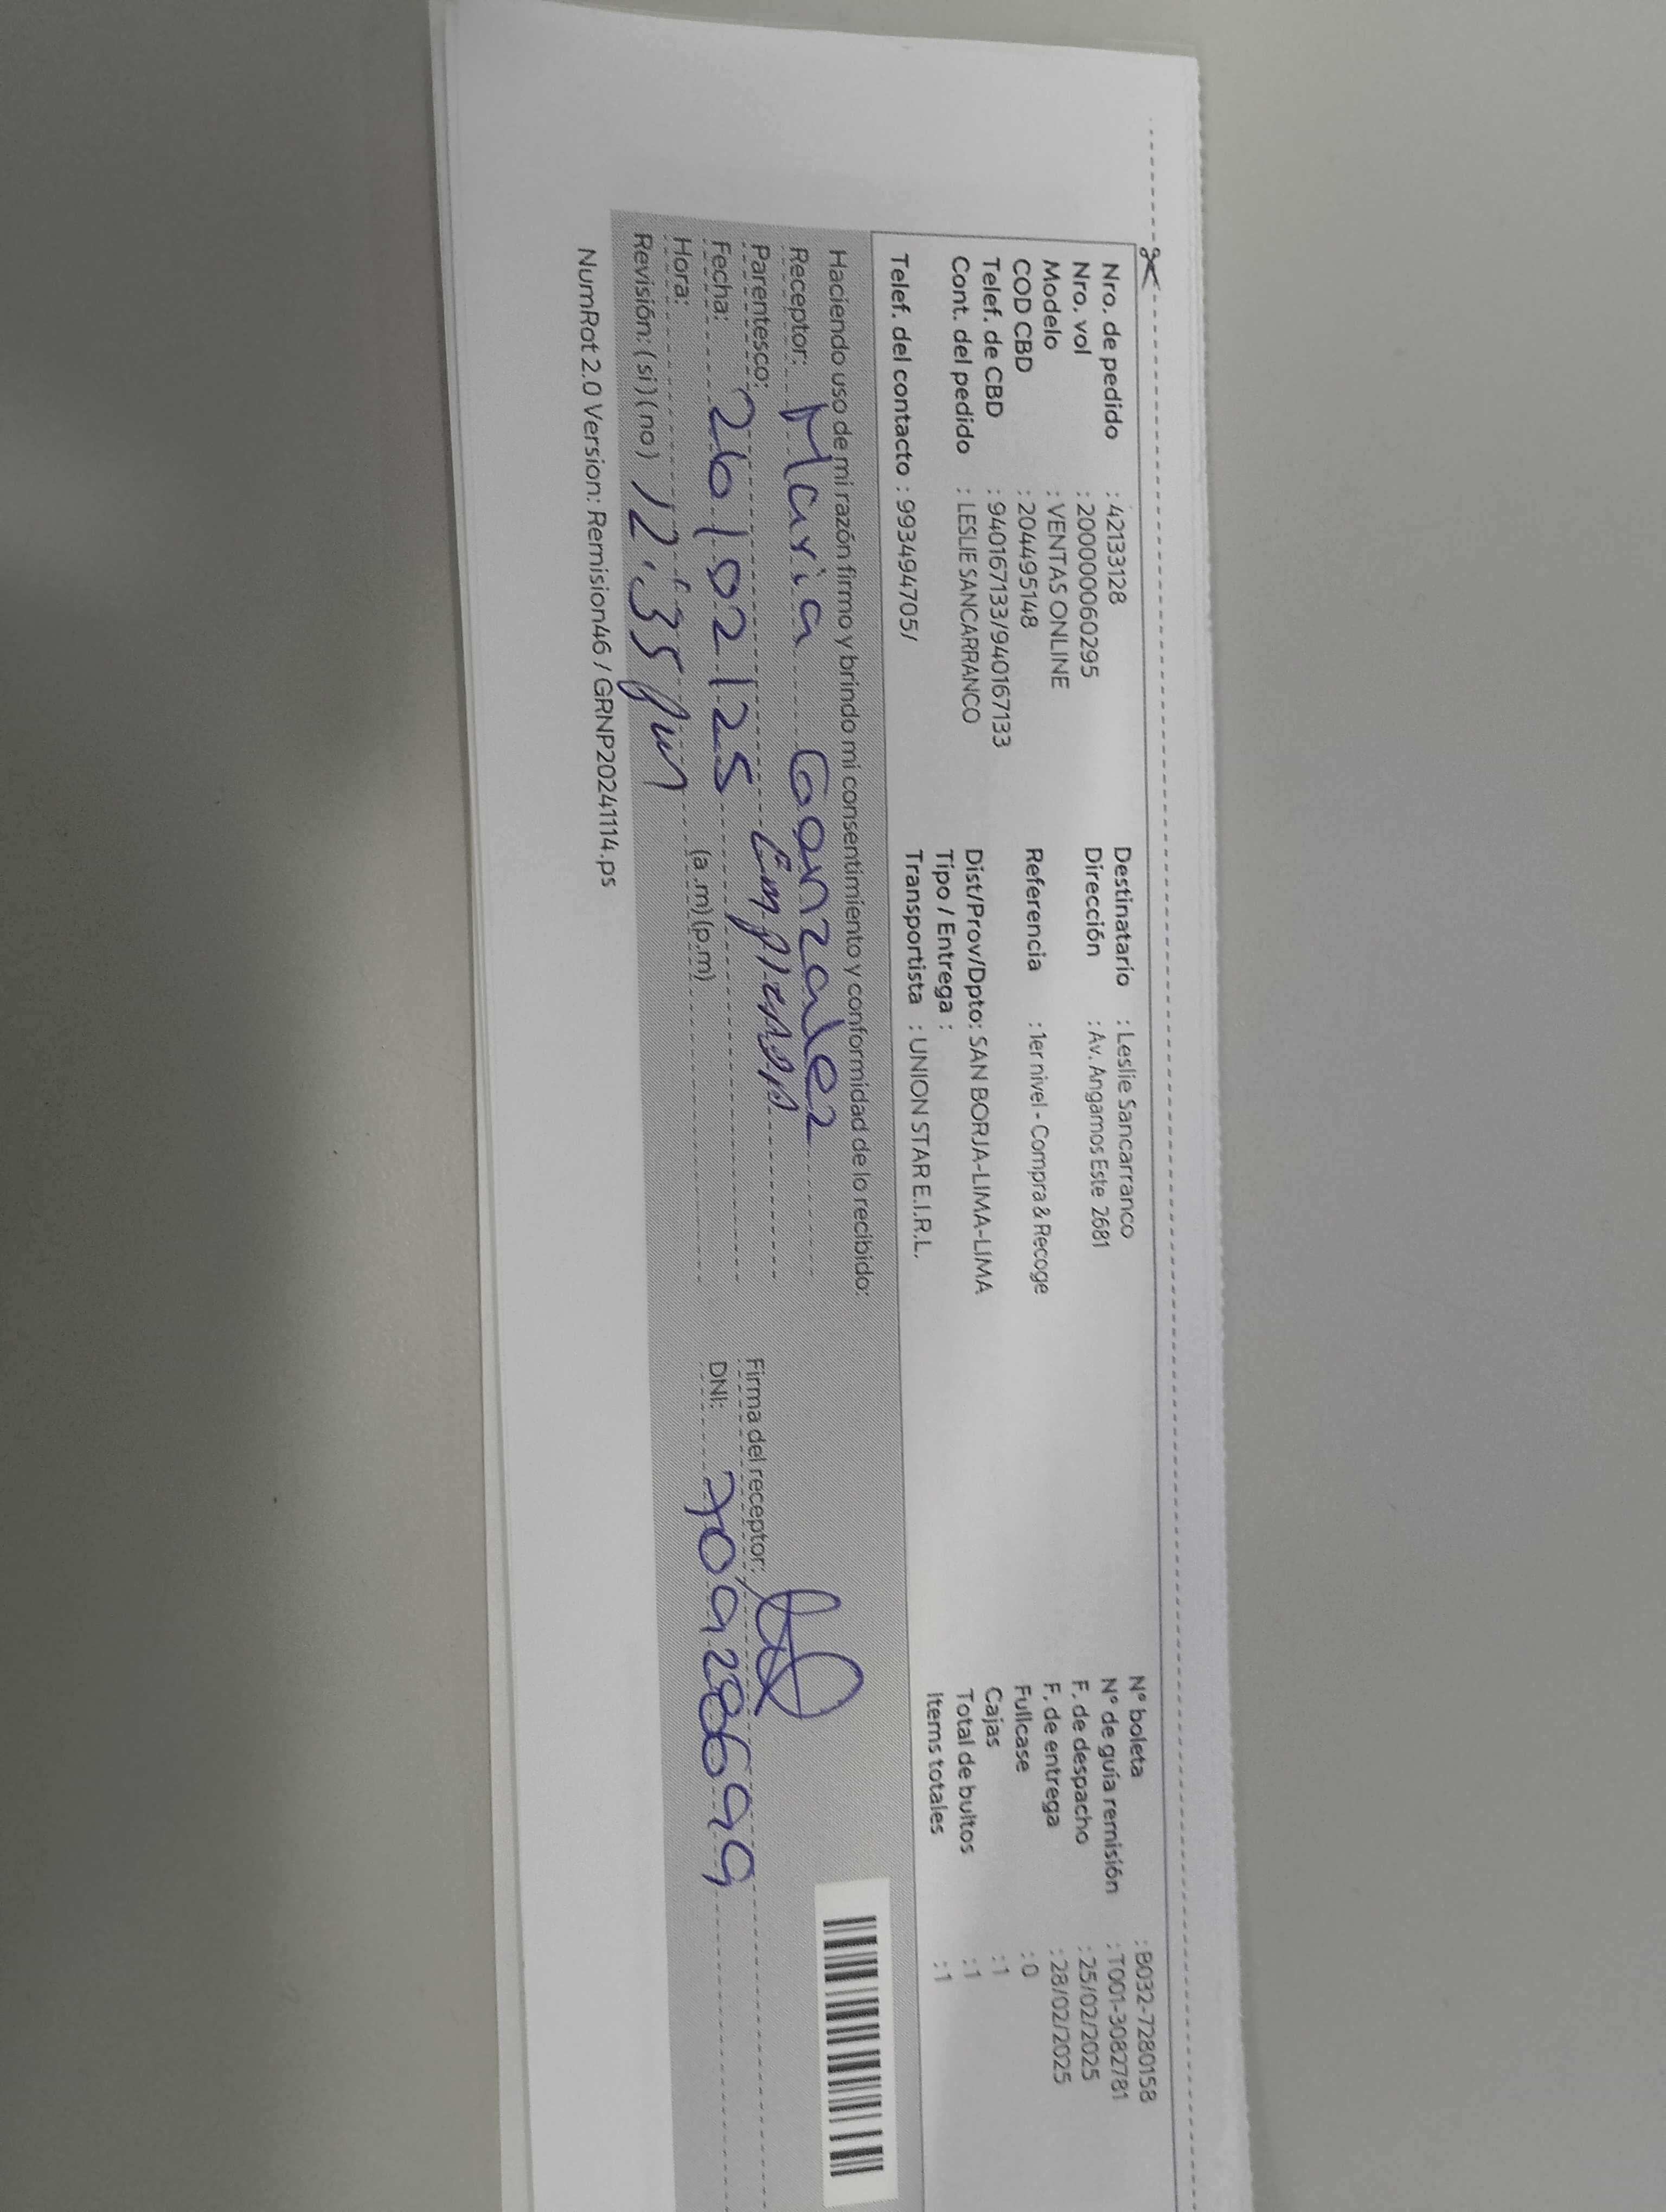 Nro. de pedido : 42133128
Nro. vol : 200000060295
Modelo : VENTAS ONLINE
COD CBD : 204495148
Telef. de CBD : 940167133/940167133
Cont. del pedido : LESLIE SANCARRANCO
Telef. del contacto : 993494705/
Destinatario : Leslie Sancarranco
Dirección : Av. Angamos Este 2681
Referencia : 1er nivel - Compra & Recoge
Dist/Prov/Dpto: SAN BORJA-LIMA-LIMA
Tipo / Entrega :
Transportista : UNION STAR E.I.R.L.
N° boleta : B032-7280158
N° de guía remisión : T001-3082781
F. de despacho : 25/02/2025
F. de entrega : 28/02/2025
Fullcase : 0
Cajas : 1
Total de bultos : 1
Items totales : 1
Haciendo uso de mi razón firmo y brindo mi consentimiento y conformidad de lo recibido:
Receptor: Maria Gonzales
Parentesco: Empleada
Fecha: 26/02/25
Hora: 12:35 pm (a.m) (p.m)
Revisión: (si) (no)
Firma del receptor:
DNI: 70928699
NumRot 2.0 Version: Remision46 / GRNP20241114.ps